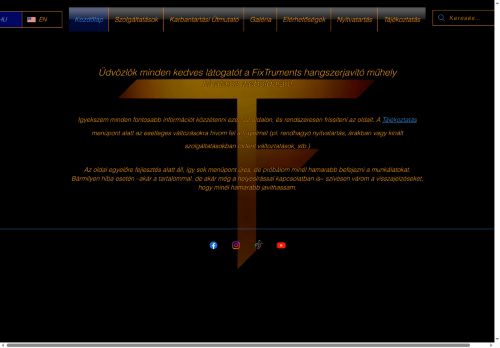 HU
EN
Kezdőlap
Szolgáltatások
Karbantartási Útmutató
Galéria
Elérhetőségek
Nyitvatartás
Tájékoztatás
Keresés...
Üdvözlök minden kedves látogatót a FixTruments hangszerjavító műhely
Igyekszem minden fontosabb információt közzétenni ezen az oldalon, és rendszeresen frissíteni az oldalt. A Tájékoztatás
menüpont alatt az esetleges változásokra hívom fel a figyelmet (pl. rendhagyó nyitvatartás, árakban vagy kínált
szolgáltatásokban történt változtatások, stb.)
Az oldal egyelőre fejlesztés alatt áll, így sok menüpont üres, de próbálom minél hamarabb befejezni a munkálatokat.
Bármilyen hiba esetén -akár a tartalommal, de akár még a helyesírással kapcsolatban is- szívesen várom a visszajelzéseket,
hogy minél hamarabb javíthassam.